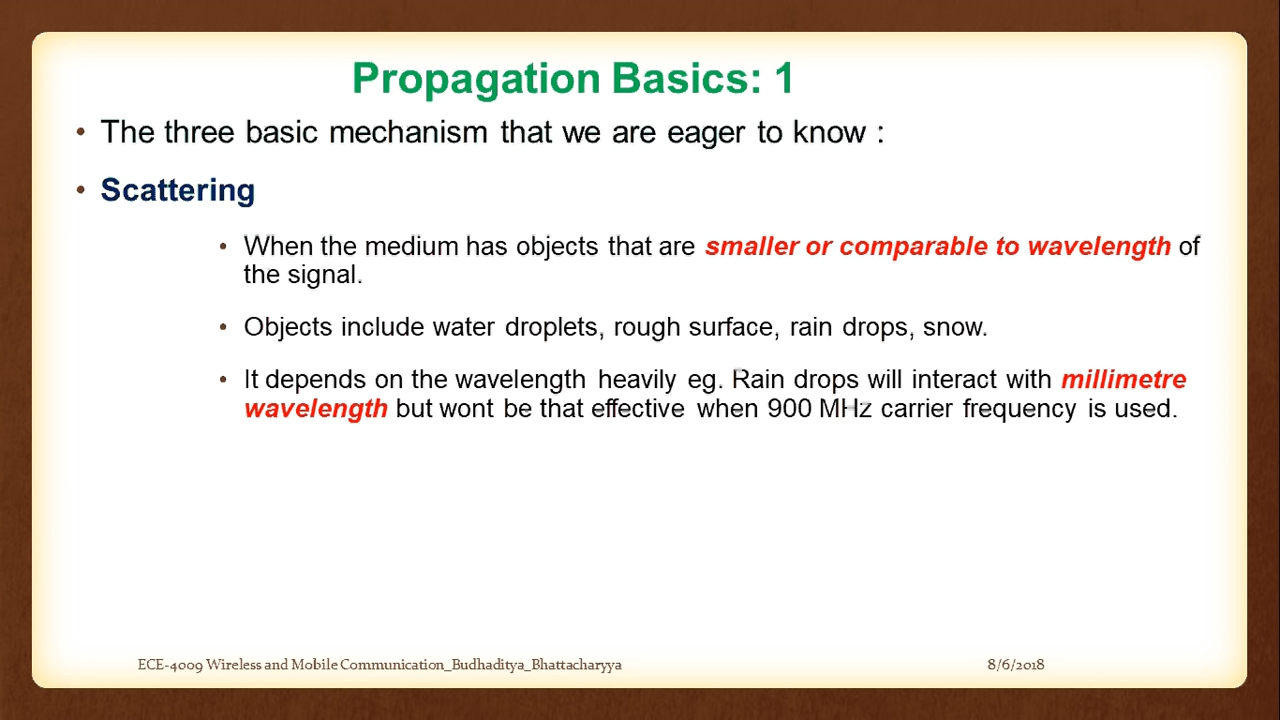 Propagation Basics: 1
• The three basic mechanism that we are eager to know :
• Scattering
• When the medium has objects that are smaller or comparable to wavelength of
the signal.
• Objects include water droplets, rough surface, rain drops, snow.
• It depends on the wavelength heavily eg. Rain drops will interact with millimetre
wavelength but wont be that effective when 900 MHz carrier frequency is used.
ECE-4009 Wireless and Mobile Communication_Budhaditya_Bhattacharyya
8/6/2018